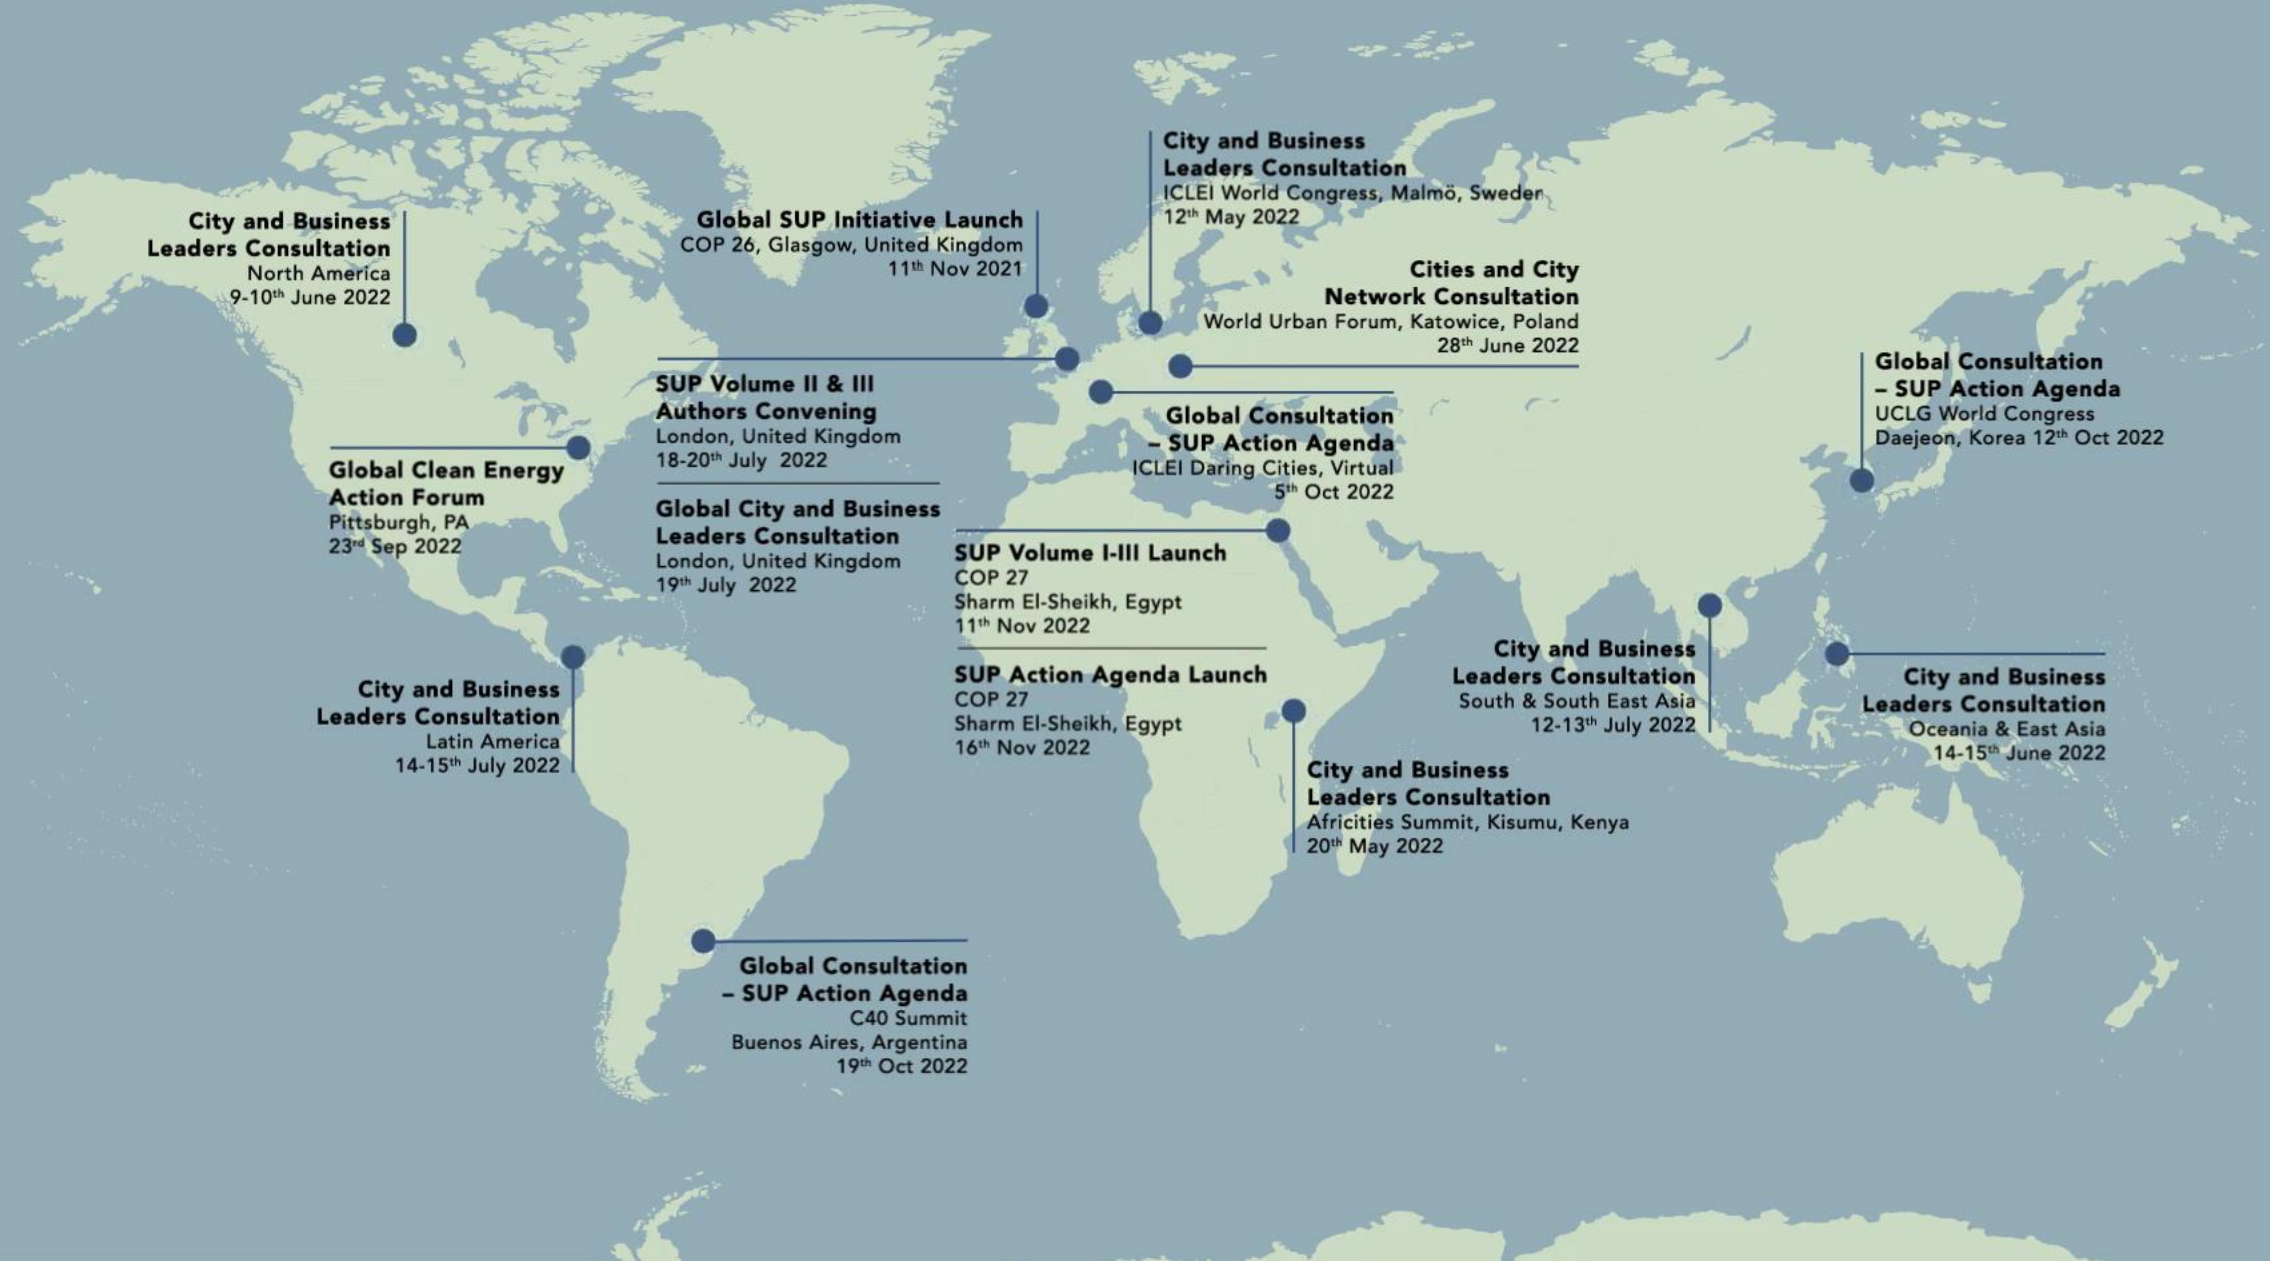 City and Business
Leaders Consultation
ICLEI World Congress, Malmö, Sweden
12th May 2022
City and Business
Leaders Consultation
North America
9-10th June 2022
Global SUP Initiative Launch
COP 26, Glasgow, United Kingdom
11th Nov 2021
Cities and City
Network Consultation
World Urban Forum, Katowice, Poland
28th June 2022
Global Consultation
– SUP Action Agenda
UCLG World Congress
Daejeon, Korea 12th Oct 2022
SUP Volume II & III
Authors Convening
London, United Kingdom
18-20th July 2022
Global City and Business
Leaders Consultation
London, United Kingdom
19th July 2022
Global Consultation
– SUP Action Agenda
ICLEI Daring Cities, Virtual
5th Oct 2022
Global Clean Energy
Action Forum
Pittsburgh, PA
23rd Sep 2022
SUP Volume I-III Launch
COP 27
Sharm El-Sheikh, Egypt
11th Nov 2022
SUP Action Agenda Launch
COP 27
Sharm El-Sheikh, Egypt
16th Nov 2022
City and Business
Leaders Consultation
South & South East Asia
12-13th July 2022
City and Business
Leaders Consultation
Oceania & East Asia
14-15th June 2022
City and Business
Leaders Consultation
Latin America
14-15th July 2022
City and Business
Leaders Consultation
Africities Summit, Kisumu, Kenya
20th May 2022
Global Consultation
– SUP Action Agenda
C40 Summit
Buenos Aires, Argentina
19th Oct 2022